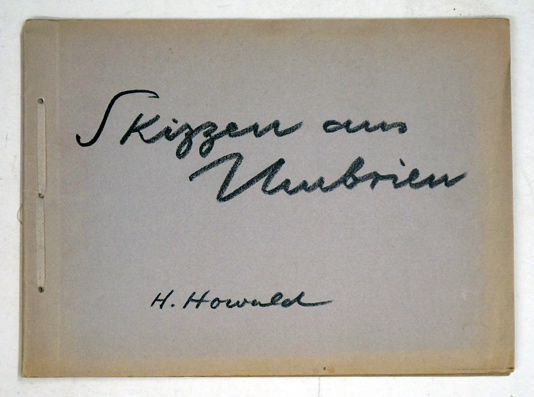 Skizzen aus
Umbrien
H. Howald